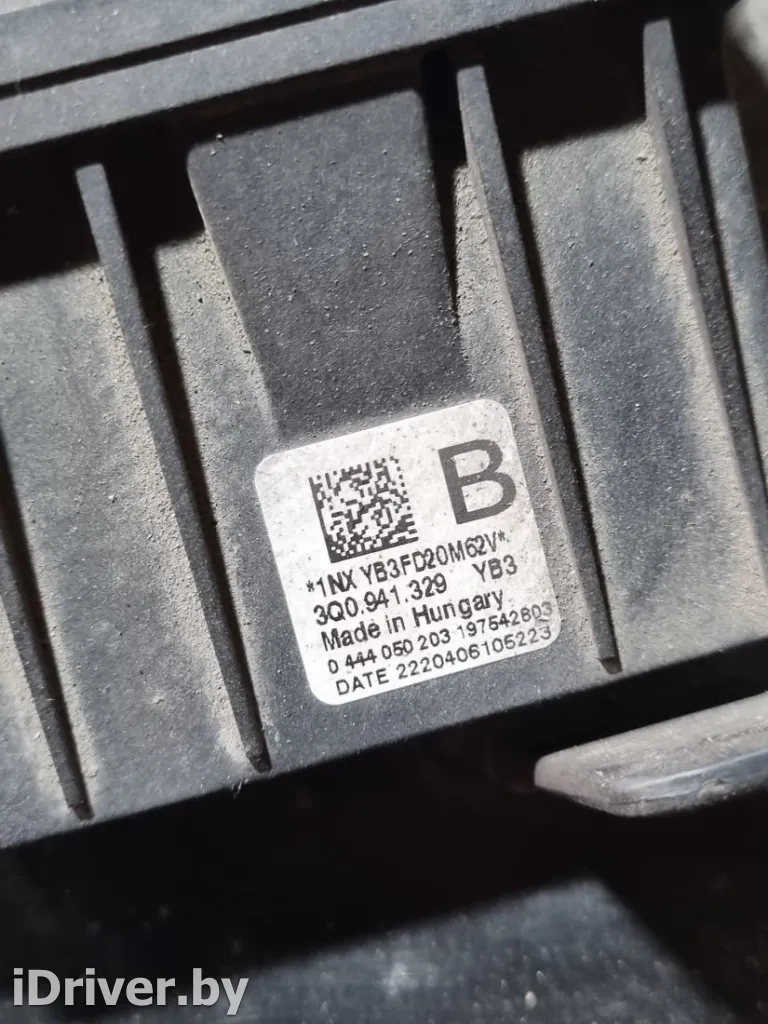 B
*1NX YB3FD20M62V*
3Q0.941.329 YB3
Made in Hungary
0 444 050 203 197542803
DATE 2220406105223
iDriver.by